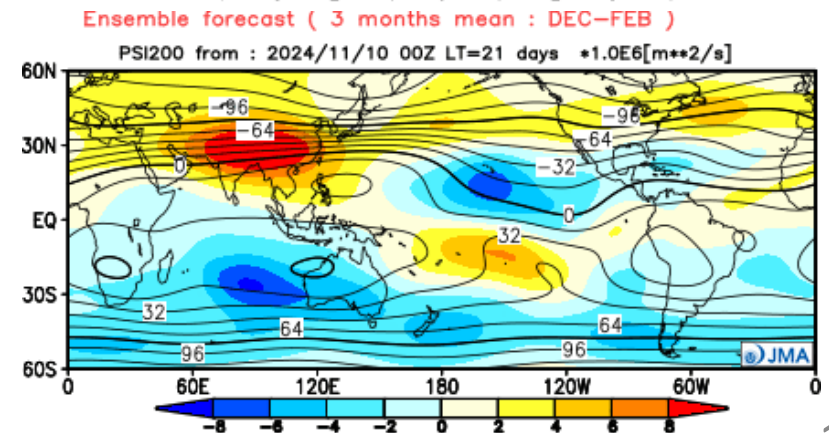 Ensemble forecast ( 3 months mean : DEC-FEB )
PSI200 from : 2024/11/10 00Z LT=21 days *1.0E6[m**2/s]
60N
-96
-96
-64
64
30N
-32
0
0
EQ
32
30S
32
64
64
96
96
JMA
60S
0 60E 120E 180 120W 60W 0
-8 -6 -4 -2 0 2 4 6 8